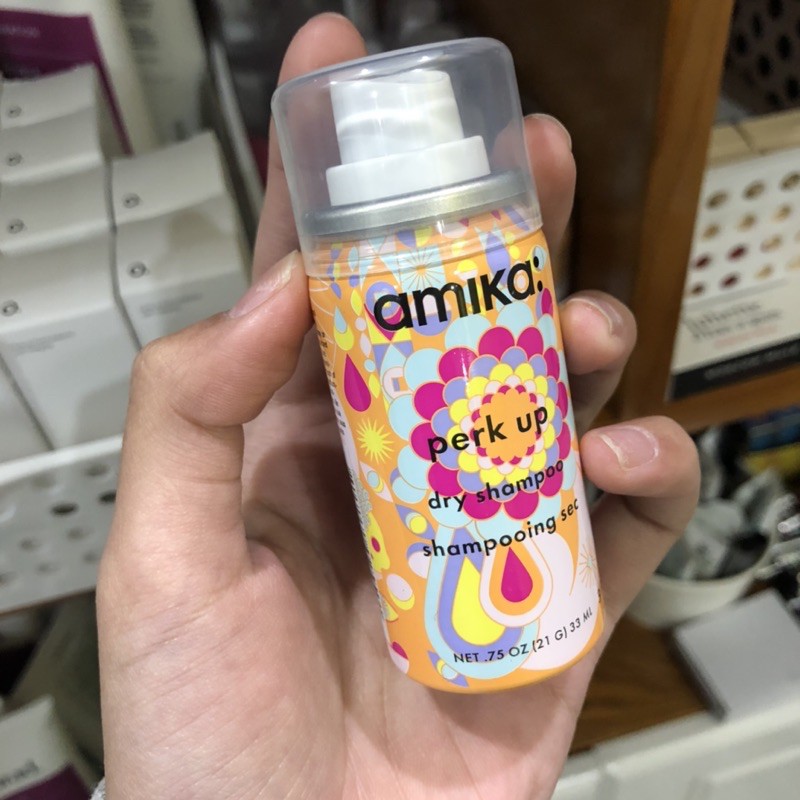 amika:
perk up
dry shampoo
shampooing sec
NET .75 OZ (21 G) 33 ML